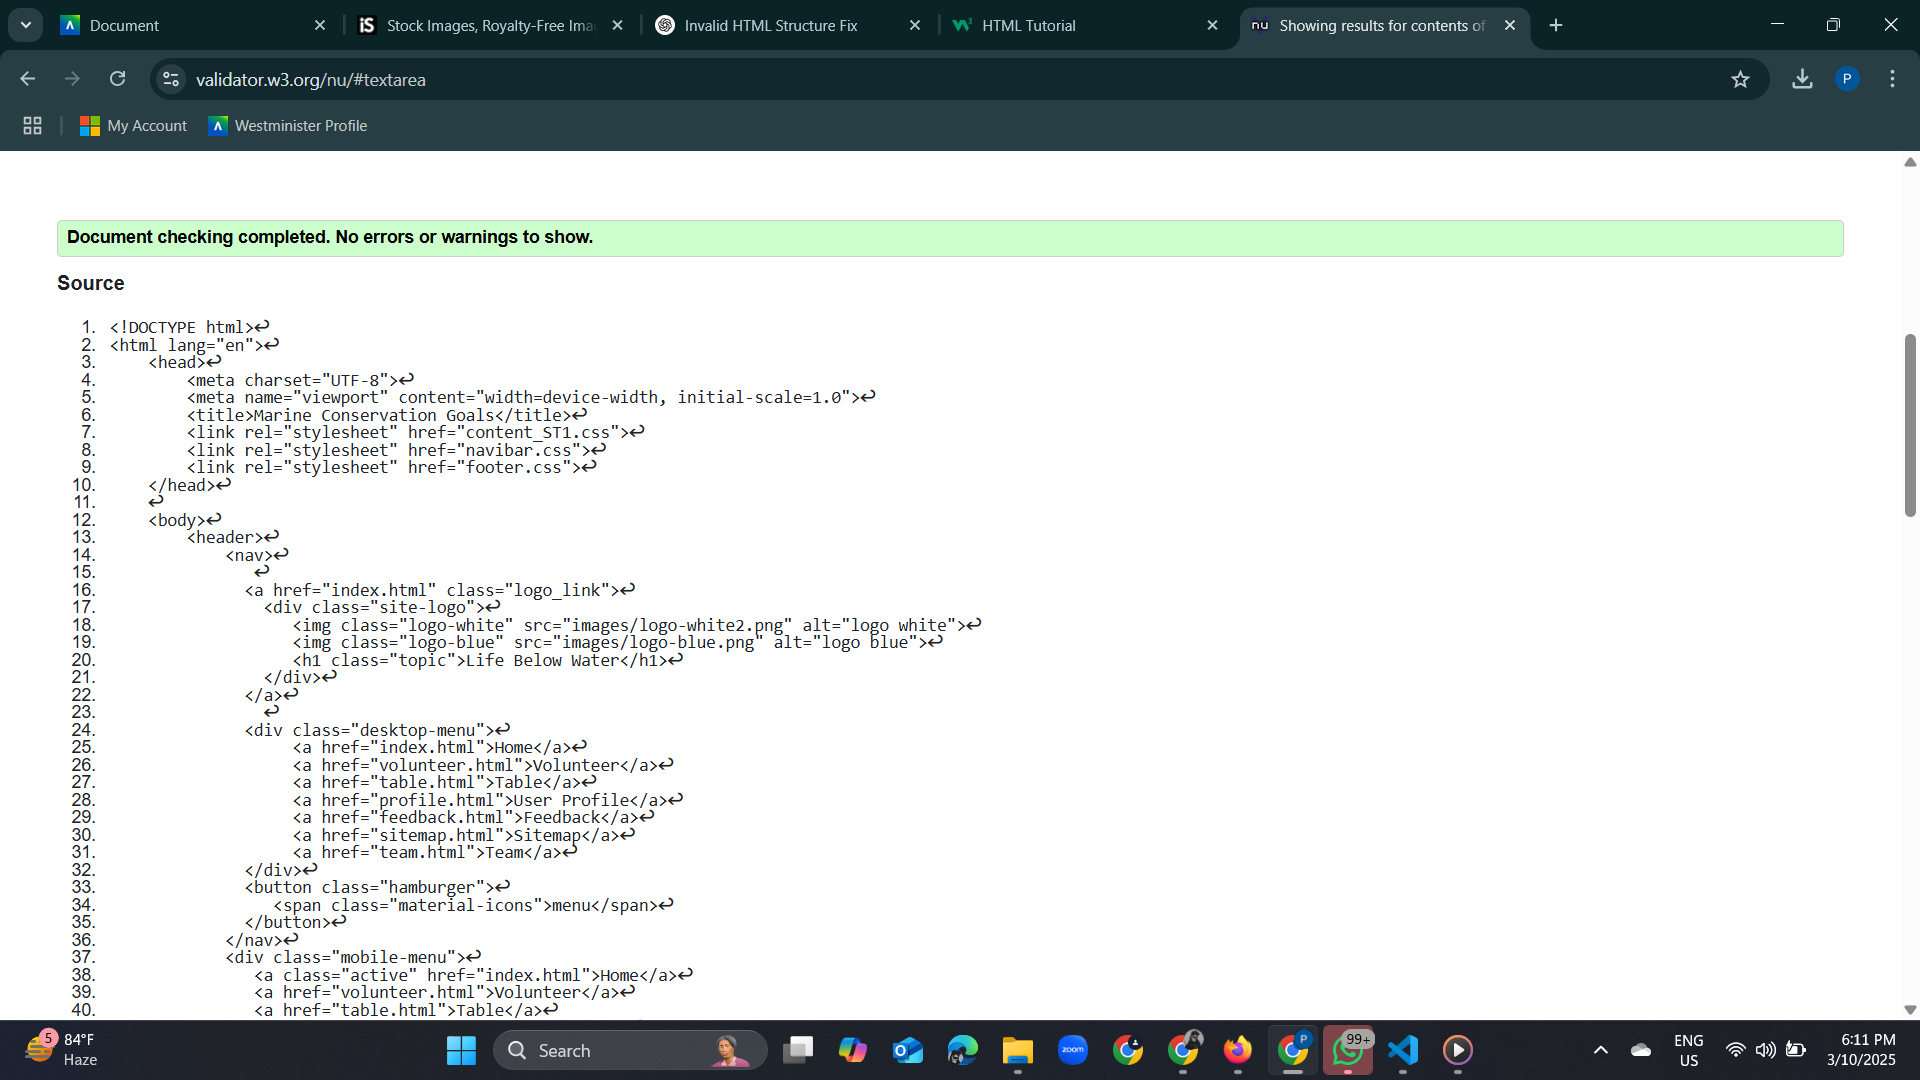 Document
Stock Images, Royalty-Free Ima
Invalid HTML Structure Fix
HTML Tutorial
nu
Showing results for contents of
validator.w3.org/nu/#textarea
P
My Account
Westminister Profile
Document checking completed. No errors or warnings to show.
Source
1. <!DOCTYPE html>↩
2. <html lang="en">↩
3. <head>↩
4. <meta charset="UTF-8">↩
5. <meta name="viewport" content="width=device-width, initial-scale=1.0">↩
6. <title>Marine Conservation Goals</title>↩
7. <link rel="stylesheet" href="content_ST1.css">↩
8. <link rel="stylesheet" href="navibar.css">↩
9. <link rel="stylesheet" href="footer.css">↩
10. </head>↩
11. ↩
12. <body>↩
13. <header>↩
14. <nav>↩
15. ↩
16. <a href="index.html" class="logo_link">↩
17. <div class="site-logo">↩
18. <img class="logo-white" src="images/logo-white2.png" alt="logo white">↩
19. <img class="logo-blue" src="images/logo-blue.png" alt="logo blue">↩
20. <h1 class="topic">Life Below Water</h1>↩
21. </div>↩
22. </a>↩
23. ↩
24. <div class="desktop-menu">↩
25. <a href="index.html">Home</a>↩
26. <a href="volunteer.html">Volunteer</a>↩
27. <a href="table.html">Table</a>↩
28. <a href="profile.html">User Profile</a>↩
29. <a href="feedback.html">Feedback</a>↩
30. <a href="sitemap.html">Sitemap</a>↩
31. <a href="team.html">Team</a>↩
32. </div>↩
33. <button class="hamburger">↩
34. <span class="material-icons">menu</span>↩
35. </button>↩
36. </nav>↩
37. <div class="mobile-menu">↩
38. <a class="active" href="index.html">Home</a>↩
39. <a href="volunteer.html">Volunteer</a>↩
40. <a href="table.html">Table</a>↩
5
84°F
Haze
Search
zoom
P
99+
ENG
US
6:11 PM
3/10/2025